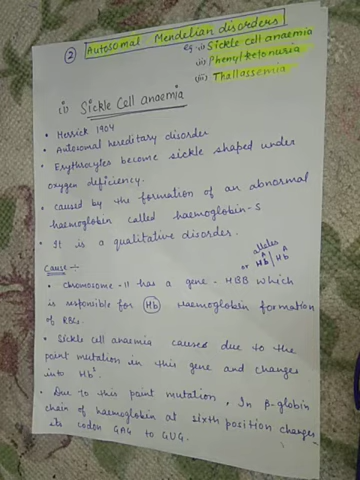 ② Autosomal Mendelian disorders
eg. (i) Sickle cell anaemia
(ii) Phenylketonuria
(iii) Thallassemia
(i) Sickle Cell anaemia
• Herrick 1904
• Autosomal hereditary disorder
• Erythrocytes become sickle shaped under
oxygen deficiency.
• caused by the formation of an abnormal
haemoglobin called haemoglobin-S
• It is a qualitative disorder.
alleles
or Hb^A | Hb^A
Cause :-
• chromosome-11 has a gene - HBB which
is responsible for Hb Haemoglobin formation
of RBCs.
• Sickle cell anaemia causes due to the
point mutation in this gene and changes
into Hb^s
• Due to this point mutation, In β-globin
chain of haemoglobin at sixth position changes
its codon GAG to GUG.